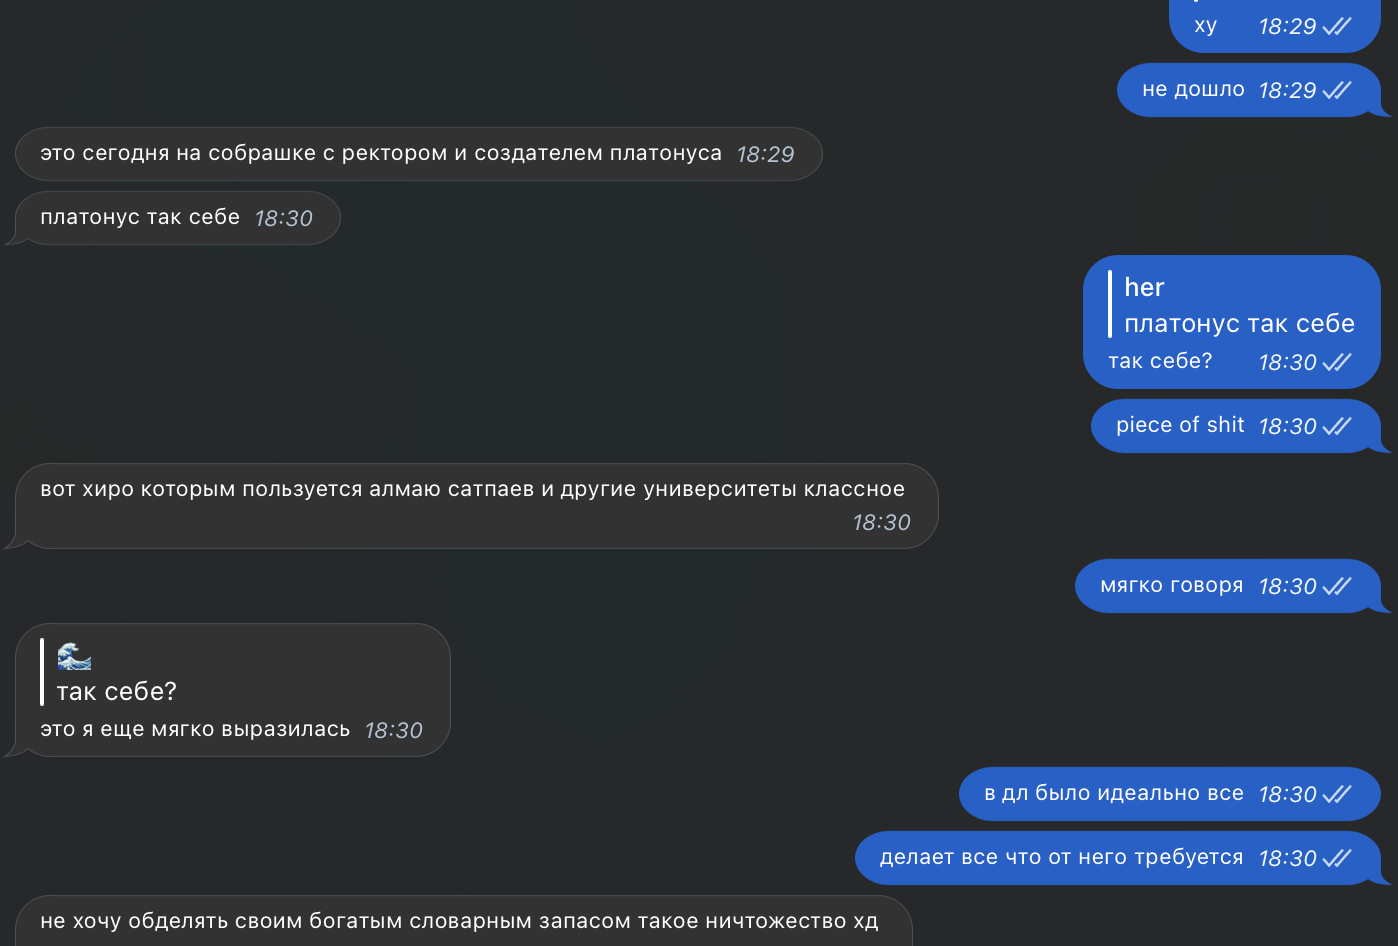 ху 18:29
не дошло 18:29
это сегодня на собрашке с ректором и создателем платонуса 18:29
платонус так себе 18:30
her
платонус так себе
так себе? 18:30
piece of shit 18:30
вот хиро которым пользуется алмаю сатпаев и другие университеты классное
18:30
мягко говоря 18:30
🌊
так себе?
это я еще мягко выразилась 18:30
в дл было идеально все 18:30
делает все что от него требуется 18:30
не хочу обделять своим богатым словарным запасом такое ничтожество хд